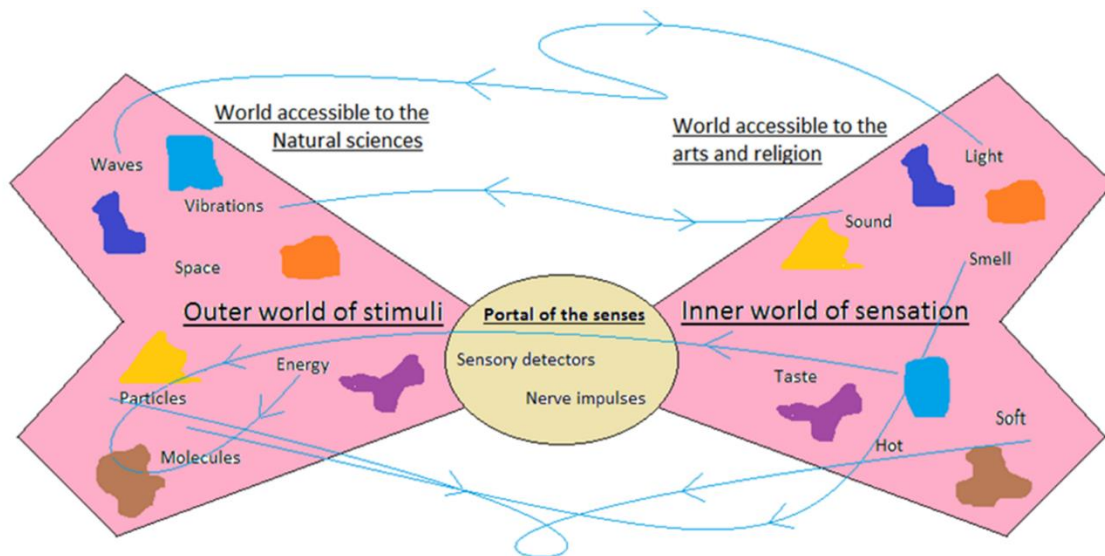 World accessible to the
Natural sciences
World accessible to the
arts and religion
Waves
Vibrations
Space
Light
Sound
Smell
Outer world of stimuli
Portal of the senses
Inner world of sensation
Sensory detectors
Nerve impulses
Energy
Particles
Molecules
Taste
Soft
Hot